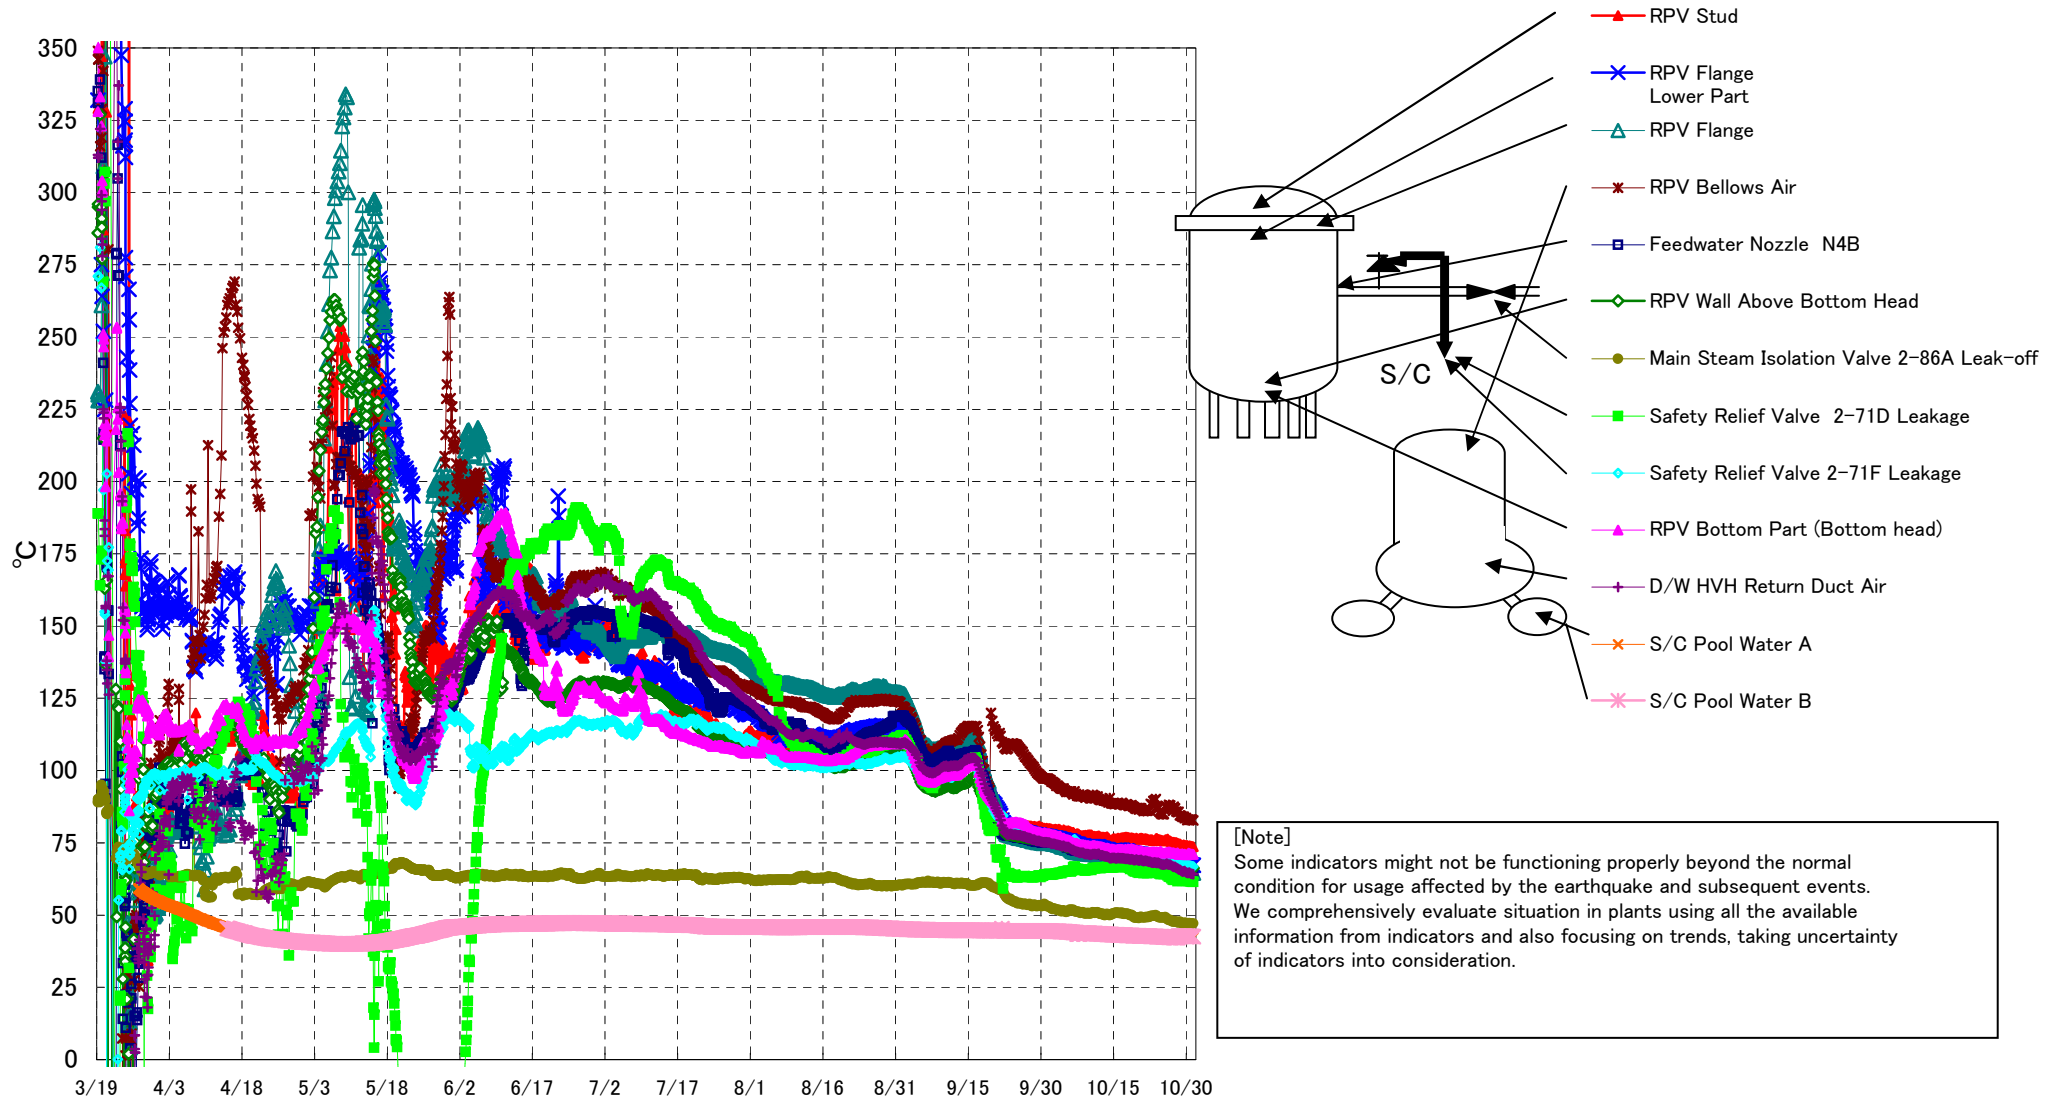 350
325
300
275
250
225
200
175
150
125
100
75
50
25
0
℃
3/19 4/3 4/18 5/3 5/18 6/2 6/17 7/2 7/17 8/1 8/16 8/31 9/15 9/30 10/15 10/30
S/C
RPV Stud
RPV Flange
Lower Part
RPV Flange
RPV Bellows Air
Feedwater Nozzle N4B
RPV Wall Above Bottom Head
Main Steam Isolation Valve 2-86A Leak-off
Safety Relief Valve 2-71D Leakage
Safety Relief Valve 2-71F Leakage
RPV Bottom Part (Bottom head)
D/W HVH Return Duct Air
S/C Pool Water A
S/C Pool Water B
[Note]
Some indicators might not be functioning properly beyond the normal
condition for usage affected by the earthquake and subsequent events.
We comprehensively evaluate situation in plants using all the available
information from indicators and also focusing on trends, taking uncertainty
of indicators into consideration.